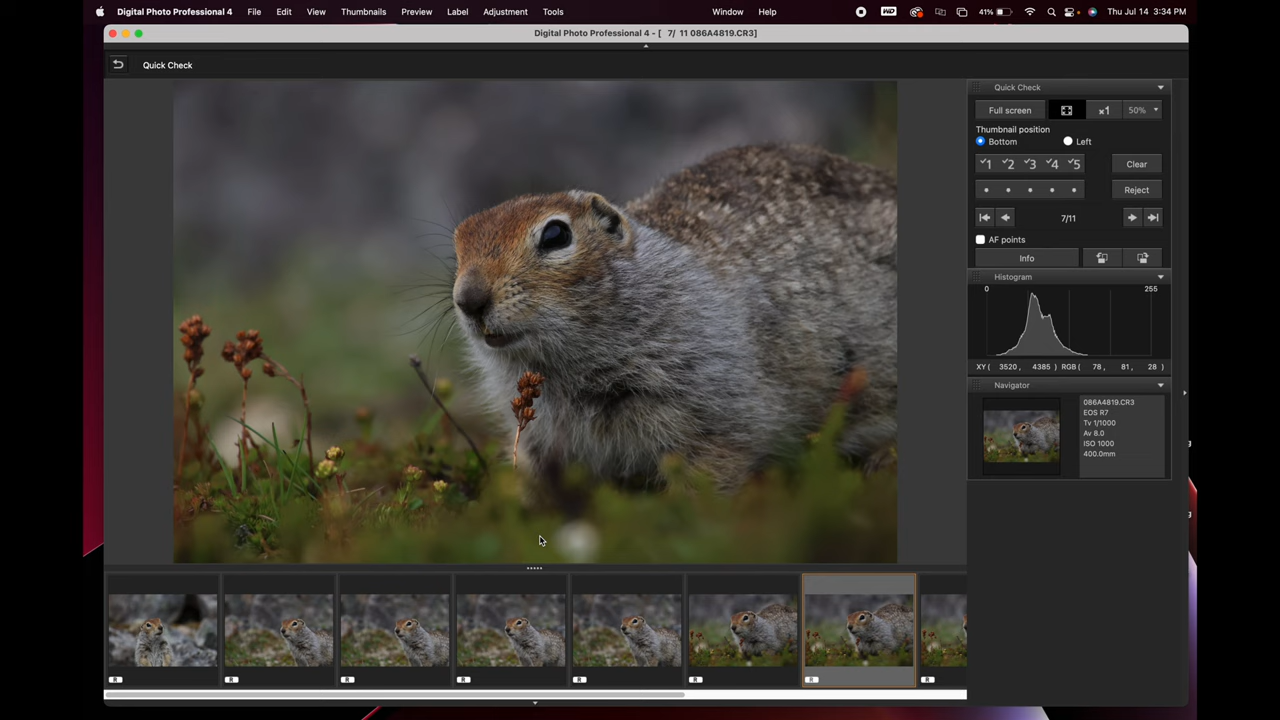 Digital Photo Professional 4 File Edit View Thumbnails Preview Label Adjustment Tools Window Help WD 41% Thu Jul 14 3:34 PM
Digital Photo Professional 4 - [ 7/ 11 086A4819.CR3]
Quick Check
Quick Check
Full screen x1 50%
Thumbnail position
Bottom Left
1 2 3 4 5 Clear
Reject
7/11
AF points
Info
Histogram
0 255
XY( 3520, 4385 ) RGB( 78, 81, 28 )
Navigator
086A4819.CR3
EOS R7
Tv 1/1000
Av 8.0
ISO 1000
400.0mm
R R R R R R R R